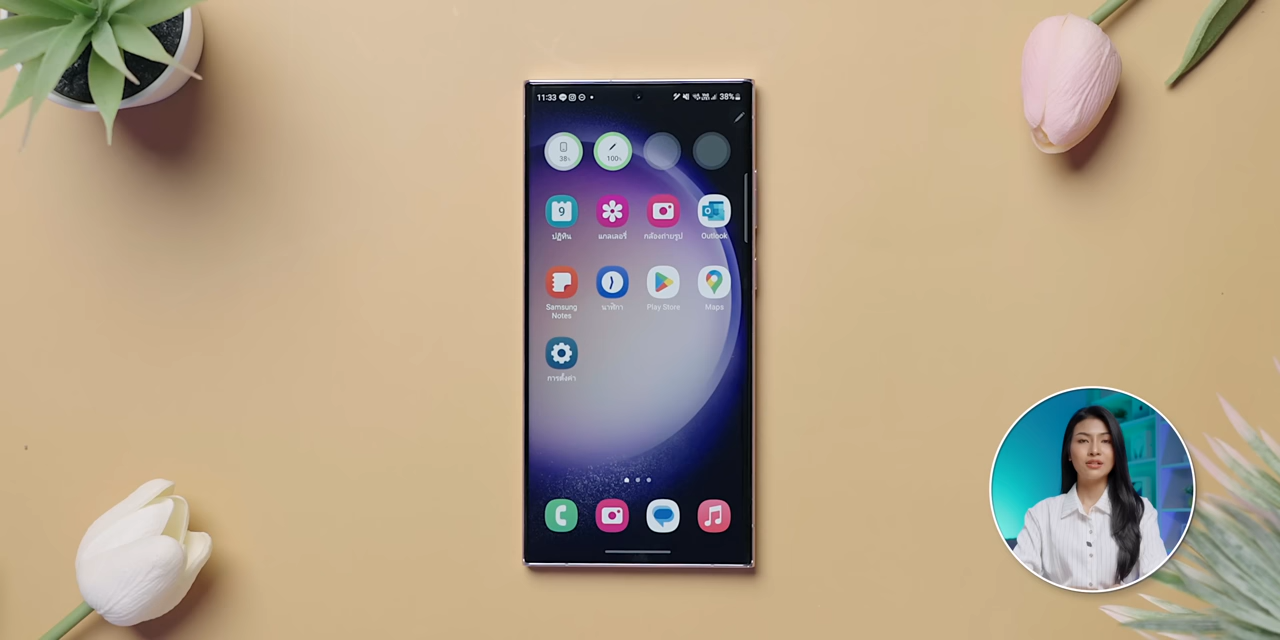 11:33
38%
38%
100%
9
ปฏิทิน
แกลเลอรี่
กล้องถ่ายรูป
Outlook
Samsung
Notes
นาฬิกา
Play Store
Maps
การตั้งค่า